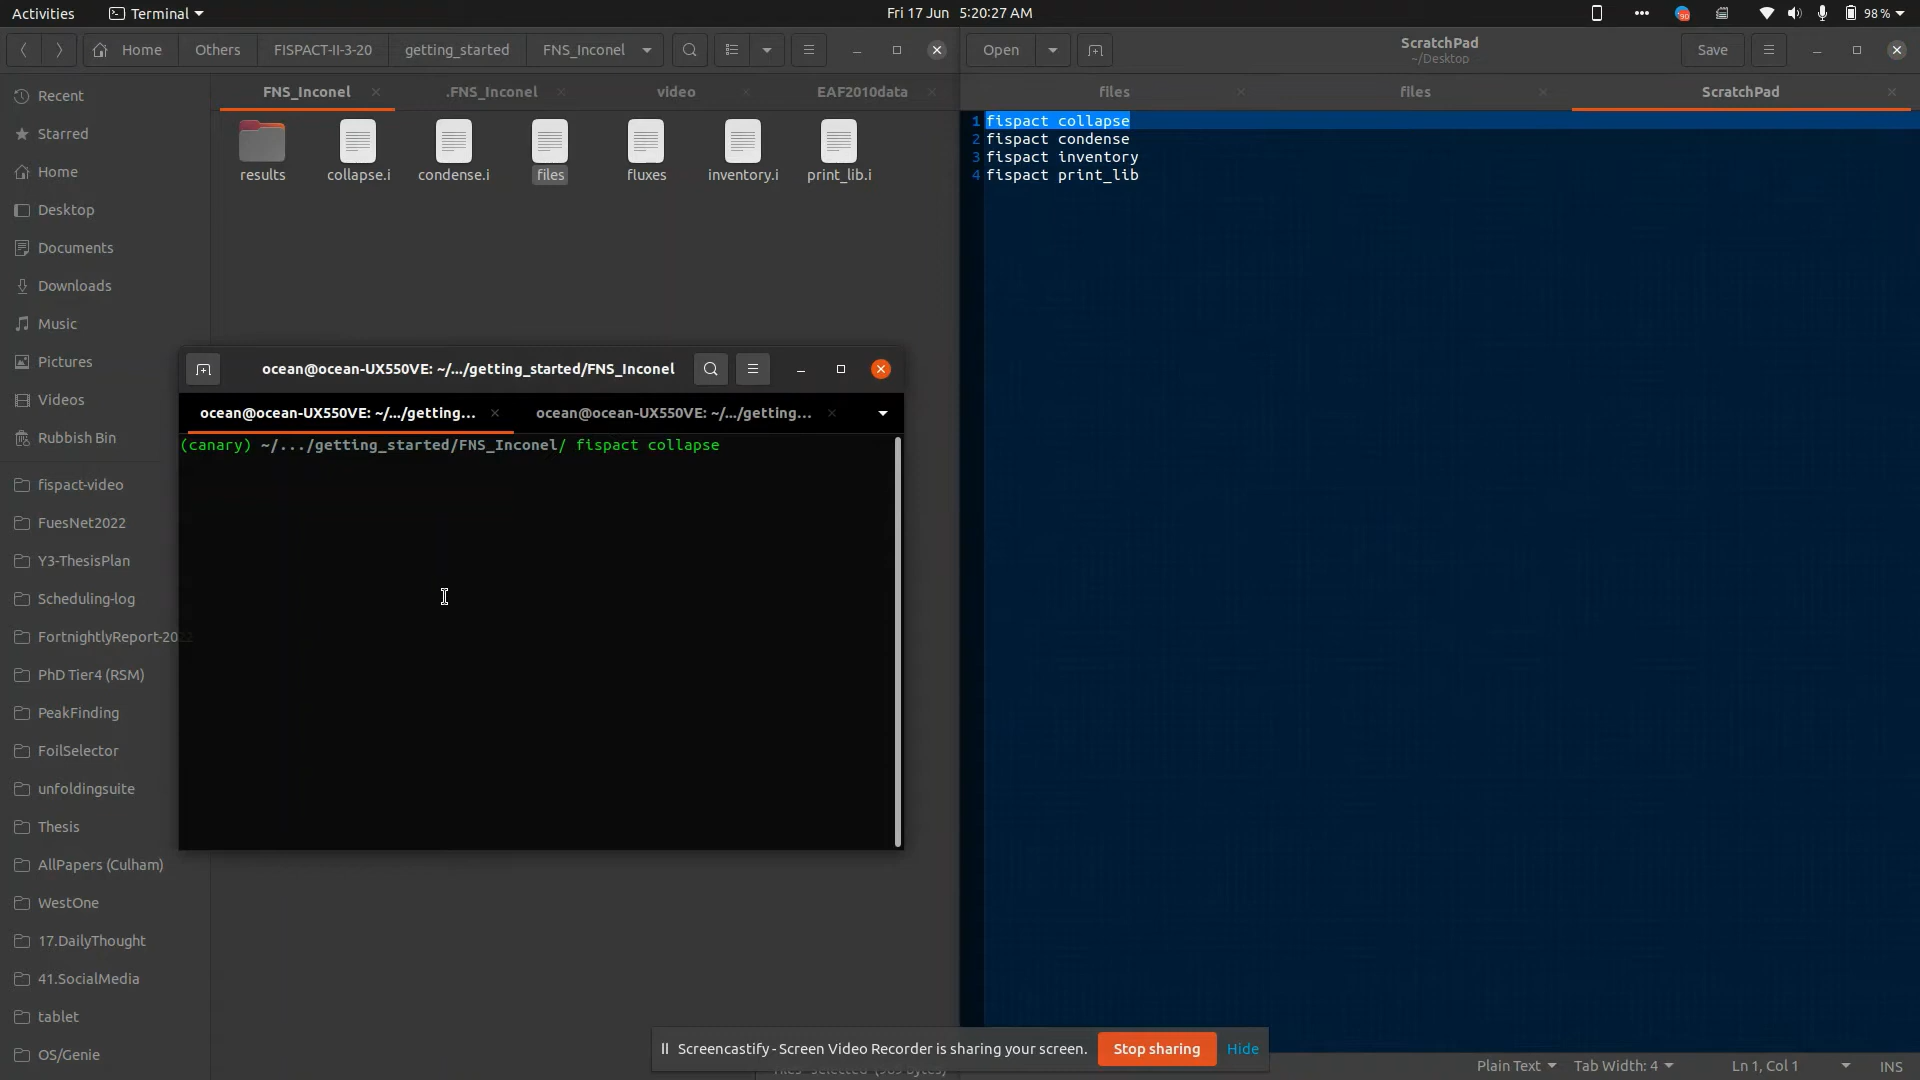 Activities
Terminal
Fri 17 Jun 5:20:27 AM
90
98 %
Home
Others
FISPACT-II-3-20
getting_started
FNS_Inconel
Open
ScratchPad
~/Desktop
Save
FNS_Inconel
.FNS_Inconel
video
EAF2010data
files
files
ScratchPad
Recent
Starred
Home
Desktop
Documents
Downloads
Music
Pictures
Videos
Rubbish Bin
fispact-video
FuesNet2022
Y3-ThesisPlan
Scheduling-log
FortnightlyReport-2022
PhD Tier4 (RSM)
PeakFinding
FoilSelector
unfoldingsuite
Thesis
AllPapers (Culham)
WestOne
17.DailyThought
41.SocialMedia
tablet
OS/Genie
results
collapse.i
condense.i
files
fluxes
inventory.i
print_lib.i
1 fispact collapse
2 fispact condense
3 fispact inventory
4 fispact print_lib
ocean@ocean-UX550VE: ~/.../getting_started/FNS_Inconel
ocean@ocean-UX550VE: ~/.../getting...
ocean@ocean-UX550VE: ~/.../getting...
(canary) ~/.../getting_started/FNS_Inconel/ fispact collapse
Screencastify - Screen Video Recorder is sharing your screen.
Stop sharing
Hide
Plain Text
Tab Width: 4
Ln 1, Col 1
INS